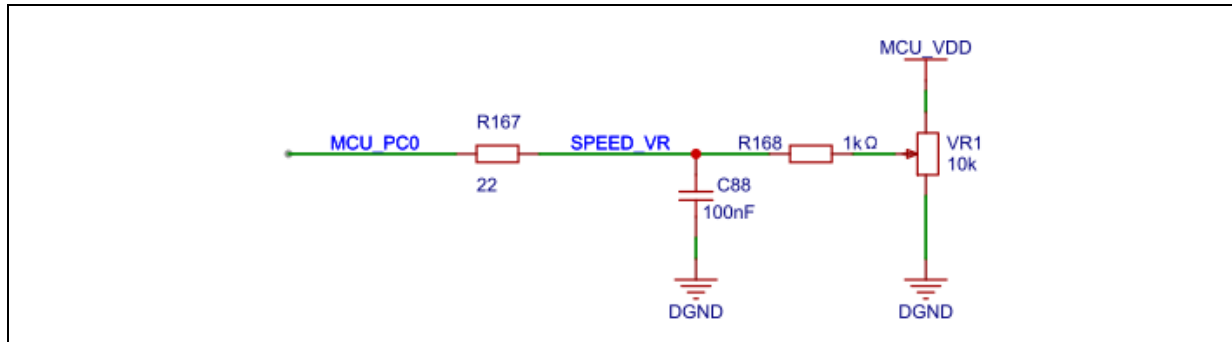 MCU_VDD
R167
MCU_PC0
SPEED_VR
R168
1kΩ
VR1
10k
22
C88
100nF
DGND
DGND